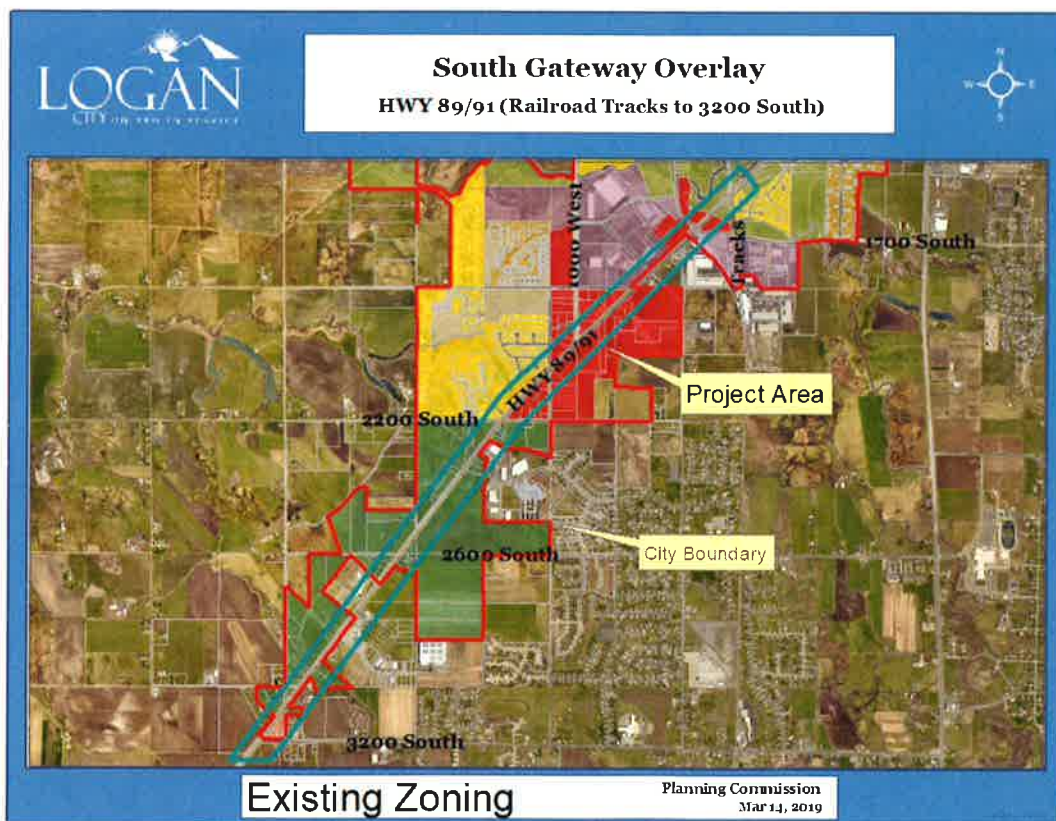 LOGAN
CITY
South Gateway Overlay
HWY 89/91 (Railroad Tracks to 3200 South)
N
W
E
S
1000 West
Tracks
1700 South
HWY 89/91
Project Area
2200 South
2600 South
City Boundary
3200 South
Existing Zoning
Planning Commission
Mar 14, 2019